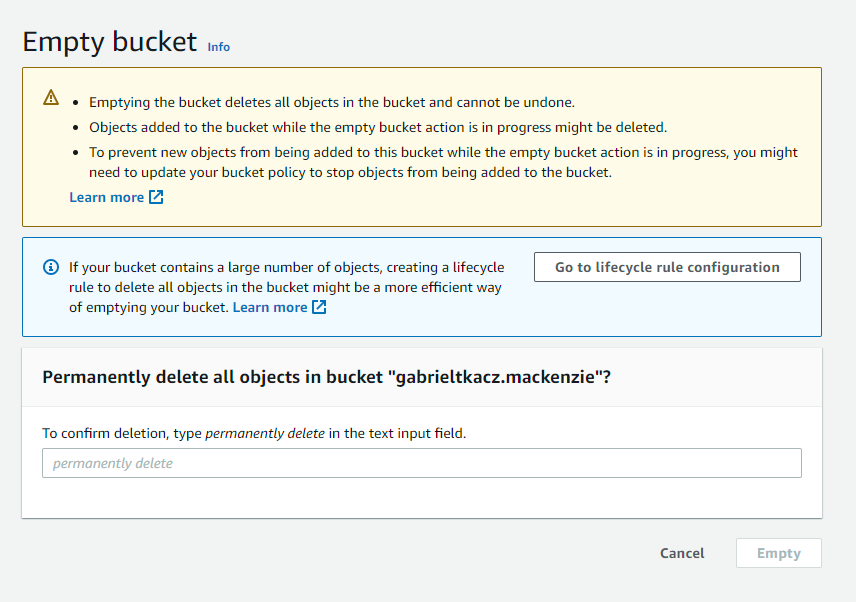 Empty bucket Info
• Emptying the bucket deletes all objects in the bucket and cannot be undone.
• Objects added to the bucket while the empty bucket action is in progress might be deleted.
• To prevent new objects from being added to this bucket while the empty bucket action is in progress, you might
need to update your bucket policy to stop objects from being added to the bucket.
Learn more
If your bucket contains a large number of objects, creating a lifecycle
rule to delete all objects in the bucket might be a more efficient way
of emptying your bucket. Learn more
Go to lifecycle rule configuration
Permanently delete all objects in bucket "gabrieltkacz.mackenzie"?
To confirm deletion, type permanently delete in the text input field.
permanently delete
Cancel
Empty